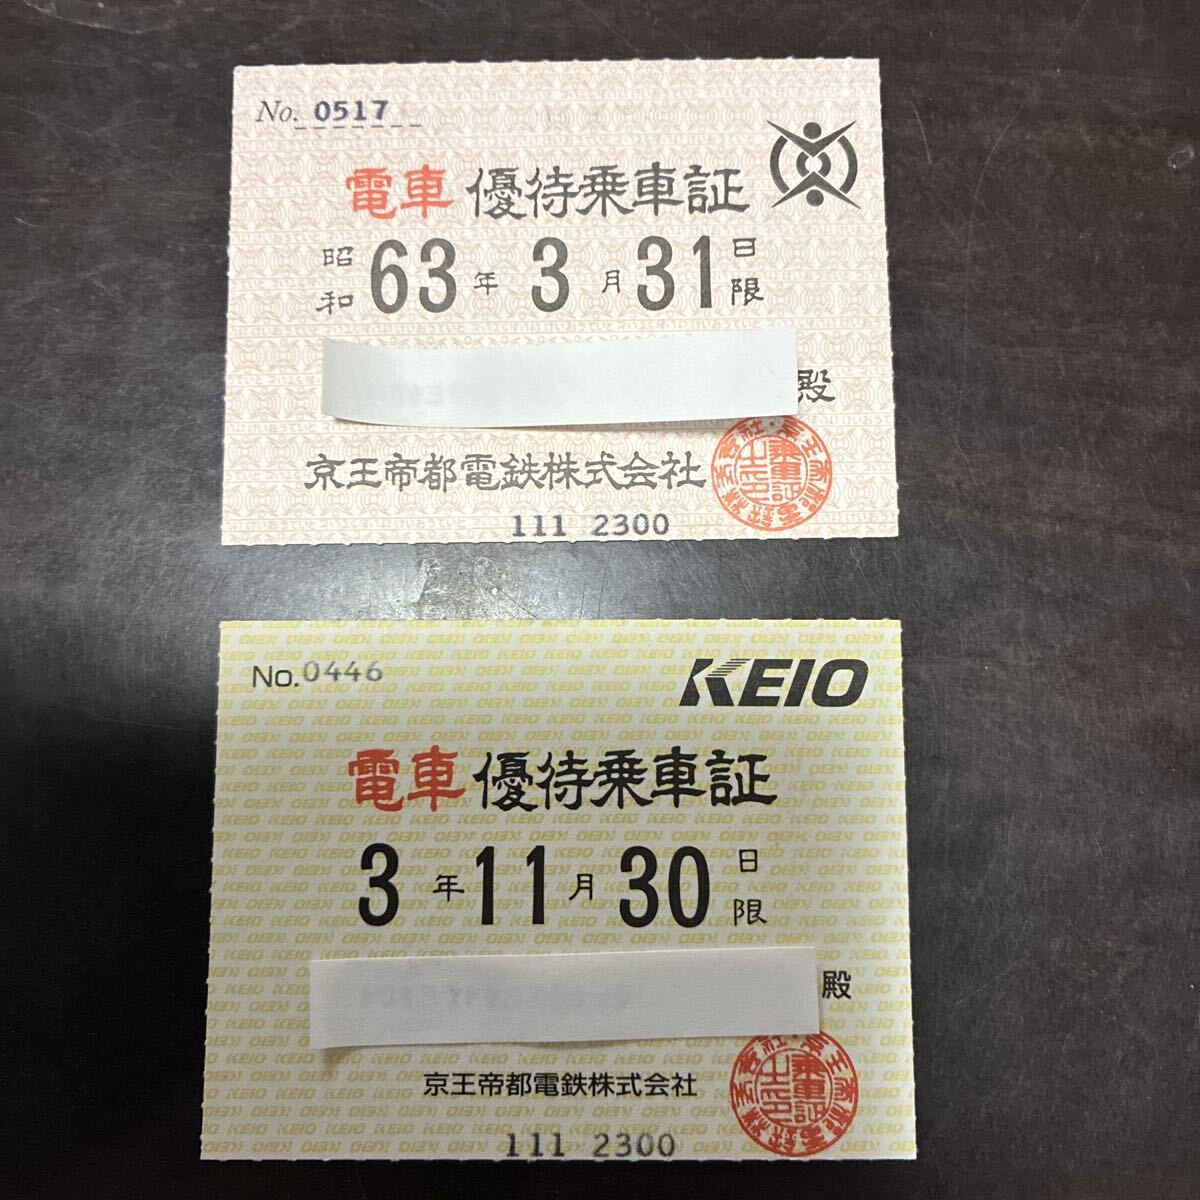 No. 0517
電車 優待乗車証
昭和 63 年 3 月 31 日限
殿
京王帝都電鉄株式会社
111 2300
No.0446
KEIO
電車 優待乗車証
3 年 11 月 30 日限
殿
京王帝都電鉄株式会社
111 2300